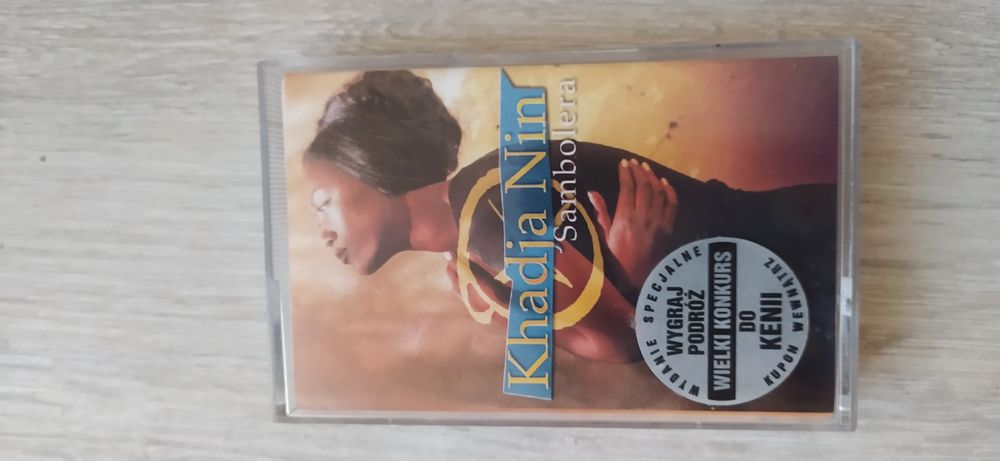 Khadja Nin
Sambolera
WYDANIE SPECJALNE
WYGRAJ
PODRÓŻ
WIELKI KONKURS
DO
KENII
KUPON WEWNĄTRZ